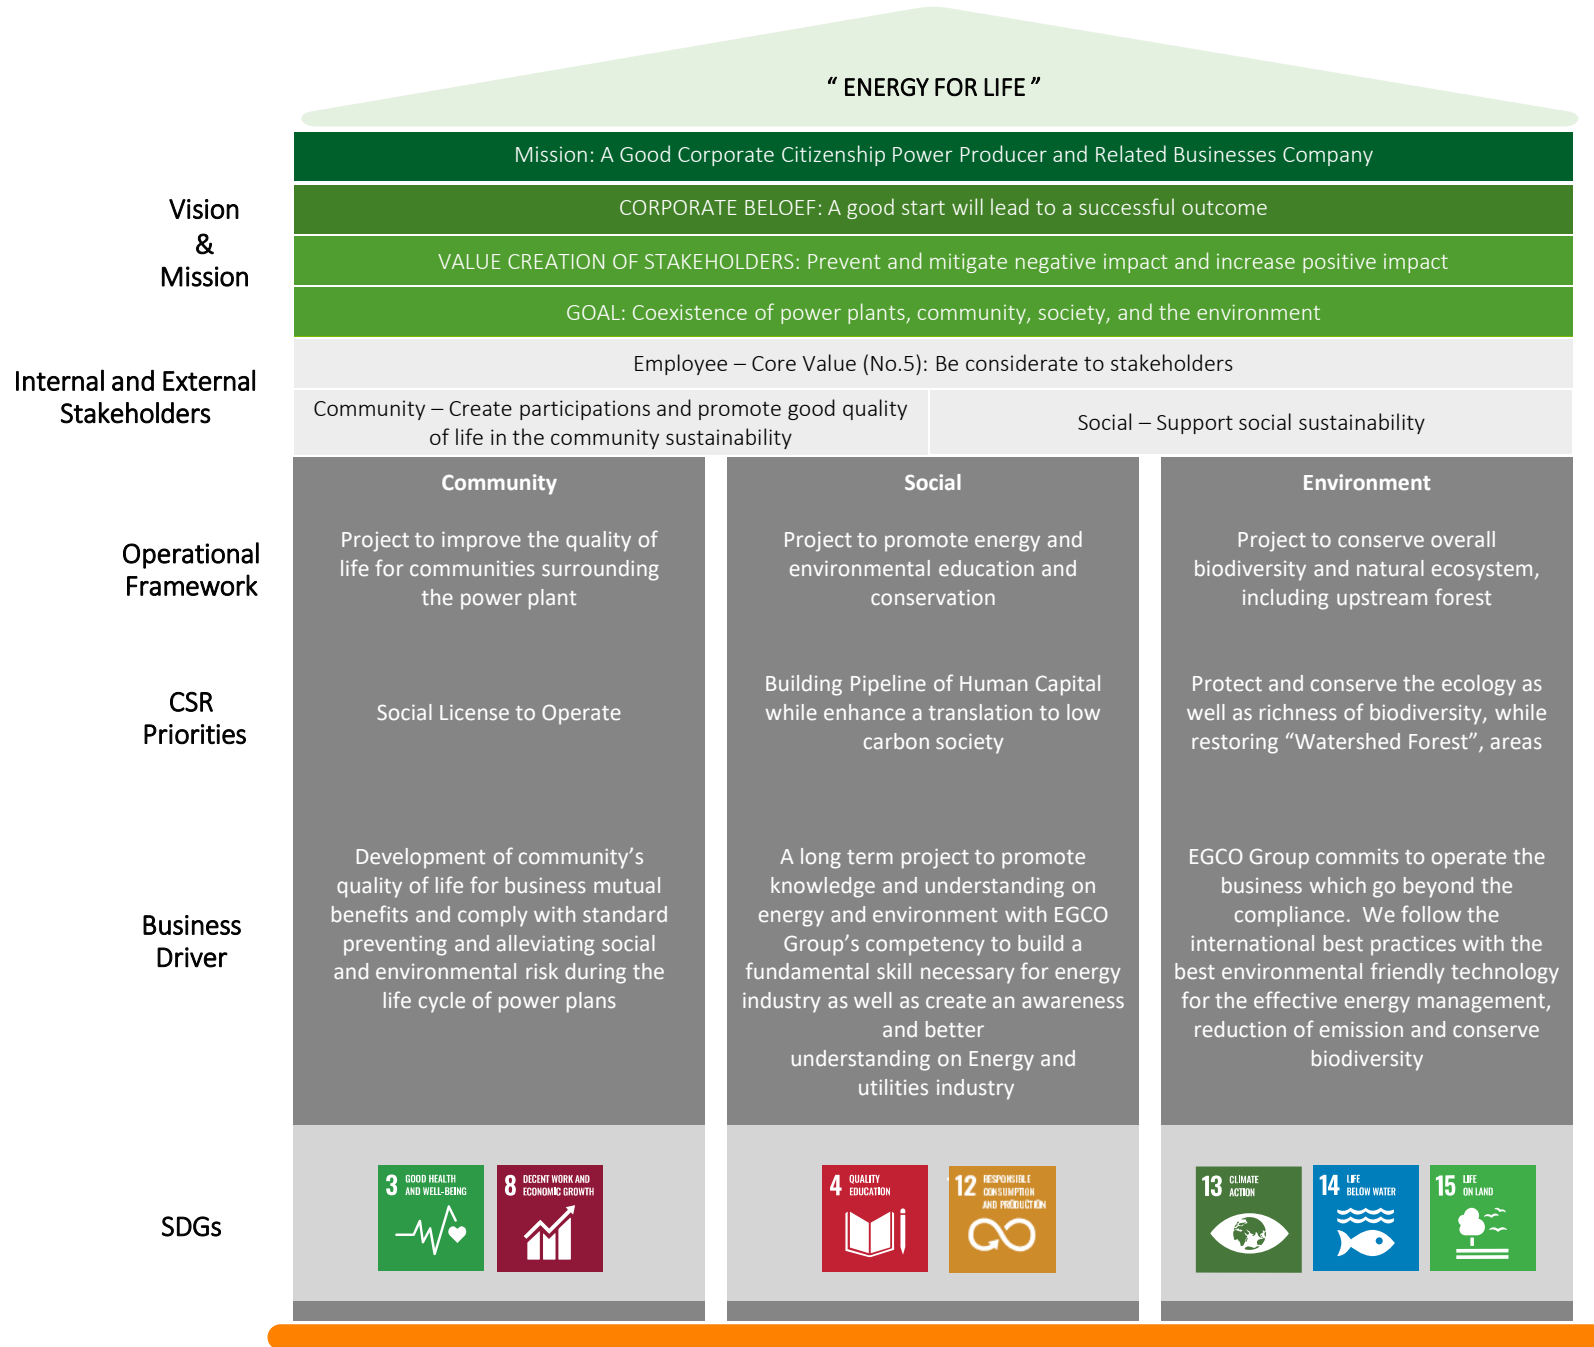 “ ENERGY FOR LIFE ”
Mission: A Good Corporate Citizenship Power Producer and Related Businesses Company
Vision
&
Mission
CORPORATE BELOEF: A good start will lead to a successful outcome
VALUE CREATION OF STAKEHOLDERS: Prevent and mitigate negative impact and increase positive impact
GOAL: Coexistence of power plants, community, society, and the environment
Internal and External
Stakeholders
Employee – Core Value (No.5): Be considerate to stakeholders
Community – Create participations and promote good quality
of life in the community sustainability
Social – Support social sustainability
Community
Social
Environment
Operational
Framework
Project to improve the quality of
life for communities surrounding
the power plant
Project to promote energy and
environmental education and
conservation
Project to conserve overall
biodiversity and natural ecosystem,
including upstream forest
CSR
Priorities
Social License to Operate
Building Pipeline of Human Capital
while enhance a translation to low
carbon society
Protect and conserve the ecology as
well as richness of biodiversity, while
restoring “Watershed Forest”, areas
Business
Driver
Development of community’s
quality of life for business mutual
benefits and comply with standard
preventing and alleviating social
and environmental risk during the
life cycle of power plans
A long term project to promote
knowledge and understanding on
energy and environment with EGCO
Group’s competency to build a
fundamental skill necessary for energy
industry as well as create an awareness
and better
understanding on Energy and
utilities industry
EGCO Group commits to operate the
business which go beyond the
compliance. We follow the
international best practices with the
best environmental friendly technology
for the effective energy management,
reduction of emission and conserve
biodiversity
SDGs
3 GOOD HEALTH
AND WELL-BEING
8 DECENT WORK AND
ECONOMIC GROWTH
4 QUALITY
EDUCATION
12 RESPONSIBLE
CONSUMPTION
AND PRODUCTION
13 CLIMATE
ACTION
14 LIFE
BELOW WATER
15 LIFE
ON LAND